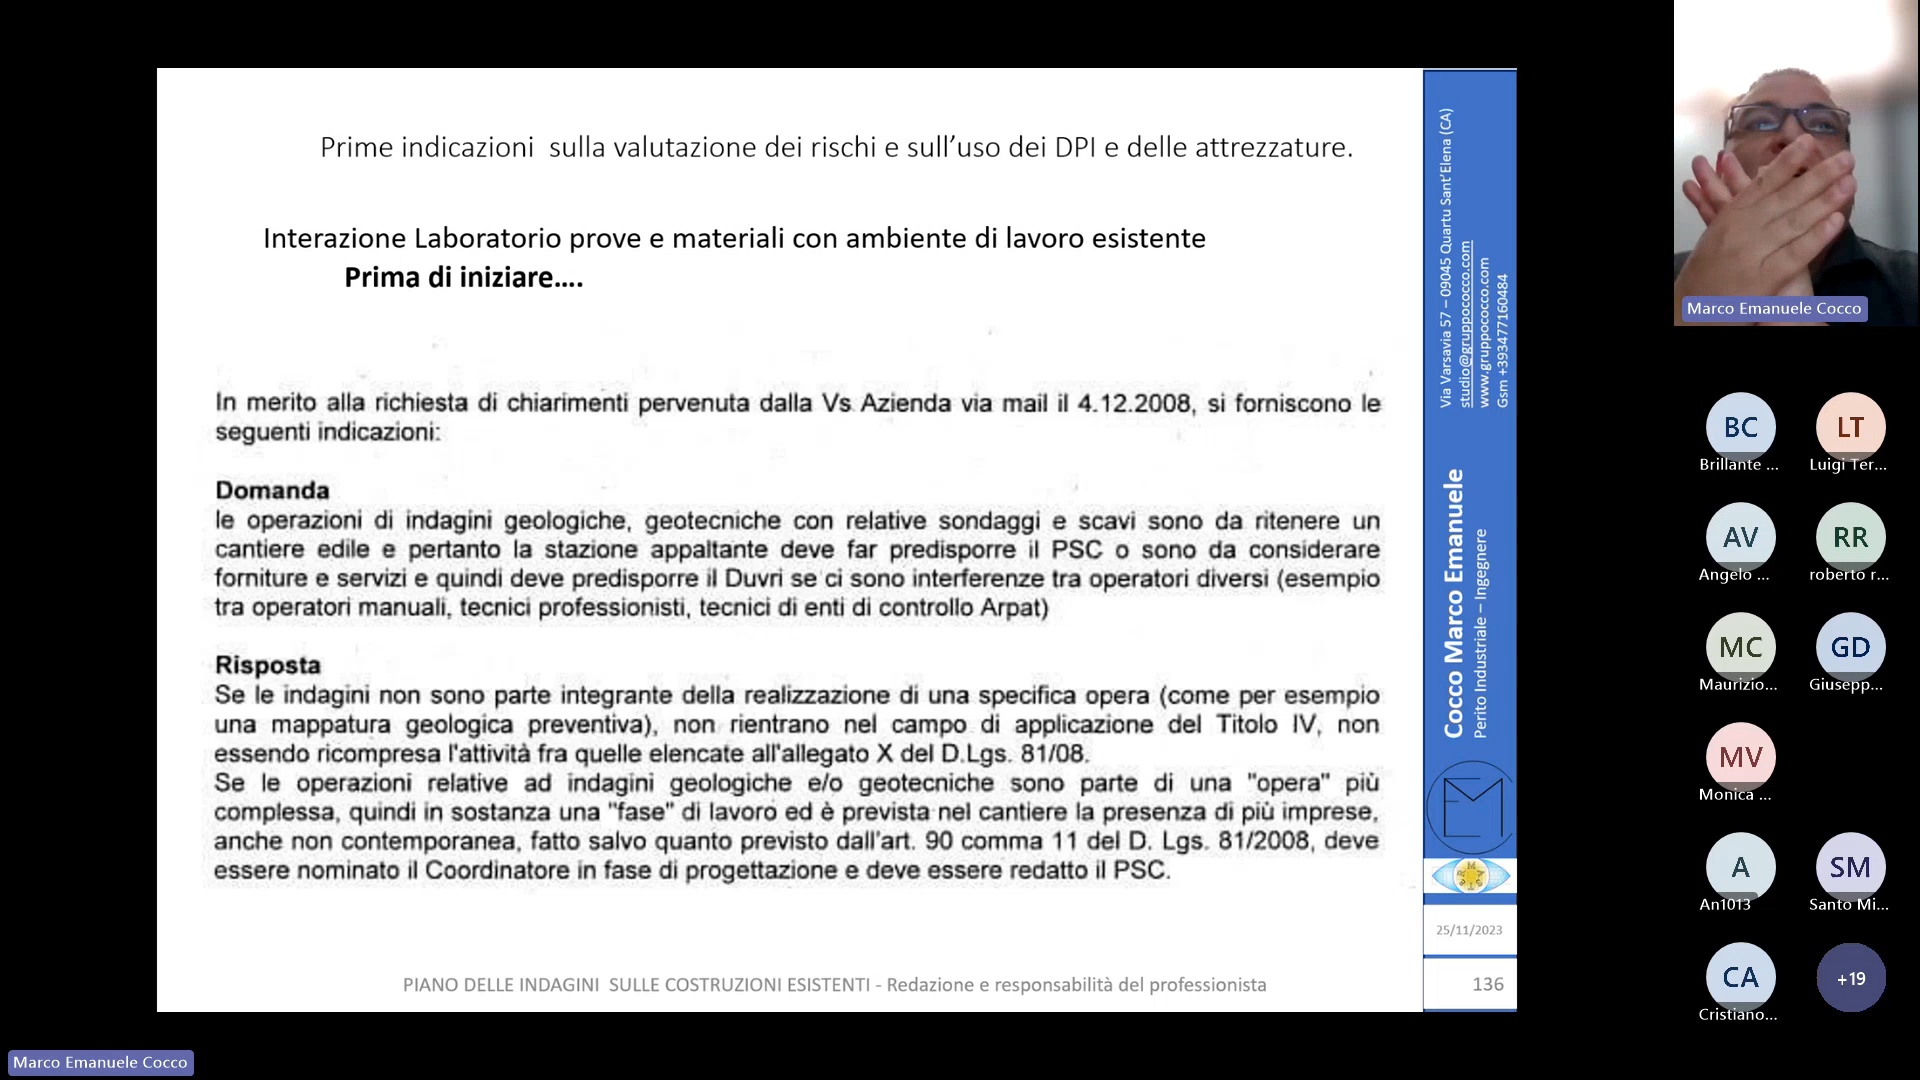 Prime indicazioni  sulla valutazione dei rischi e sull’uso dei DPI e delle attrezzature.
Interazione Laboratorio prove e materiali con ambiente di lavoro esistente
Prima di iniziare....
In merito alla richiesta di chiarimenti pervenuta dalla Vs Azienda via mail il 4.12.2008, si forniscono le
seguenti indicazioni:
Domanda
le operazioni di indagini geologiche, geotecniche con relative sondaggi e scavi sono da ritenere un
cantiere edile e pertanto la stazione appaltante deve far predisporre il PSC o sono da considerare
forniture e servizi e quindi deve predisporre il Duvri se ci sono interferenze tra operatori diversi (esempio
tra operatori manuali, tecnici professionisti, tecnici di enti di controllo Arpat)
Risposta
Se le indagini non sono parte integrante della realizzazione di una specifica opera (come per esempio
una mappatura geologica preventiva), non rientrano nel campo di applicazione del Titolo IV, non
essendo ricompresa l'attività fra quelle elencate all'allegato X del D.Lgs. 81/08.
Se le operazioni relative ad indagini geologiche e/o geotecniche sono parte di una "opera" più
complessa, quindi in sostanza una "fase" di lavoro ed è prevista nel cantiere la presenza di più imprese,
anche non contemporanea, fatto salvo quanto previsto dall'art. 90 comma 11 del D. Lgs. 81/2008, deve
essere nominato il Coordinatore in fase di progettazione e deve essere redatto il PSC.
PIANO DELLE INDAGINI  SULLE COSTRUZIONI ESISTENTI - Redazione e responsabilità del professionista
Via Varsavia 57 – 09045 Quartu Sant’Elena (CA)
studio@gruppococco.com
www.gruppococco.com
Gsm +393477160484
Cocco Marco Emanuele
Perito Industriale – Ingegnere
25/11/2023
136
Marco Emanuele Cocco
BC
Brillante ...
LT
Luigi Ter...
AV
Angelo ...
RR
roberto r...
MC
Maurizio...
GD
Giusepp...
MV
Monica ...
A
An1013
SM
Santo Mi...
CA
Cristiano...
+19
Marco Emanuele Cocco